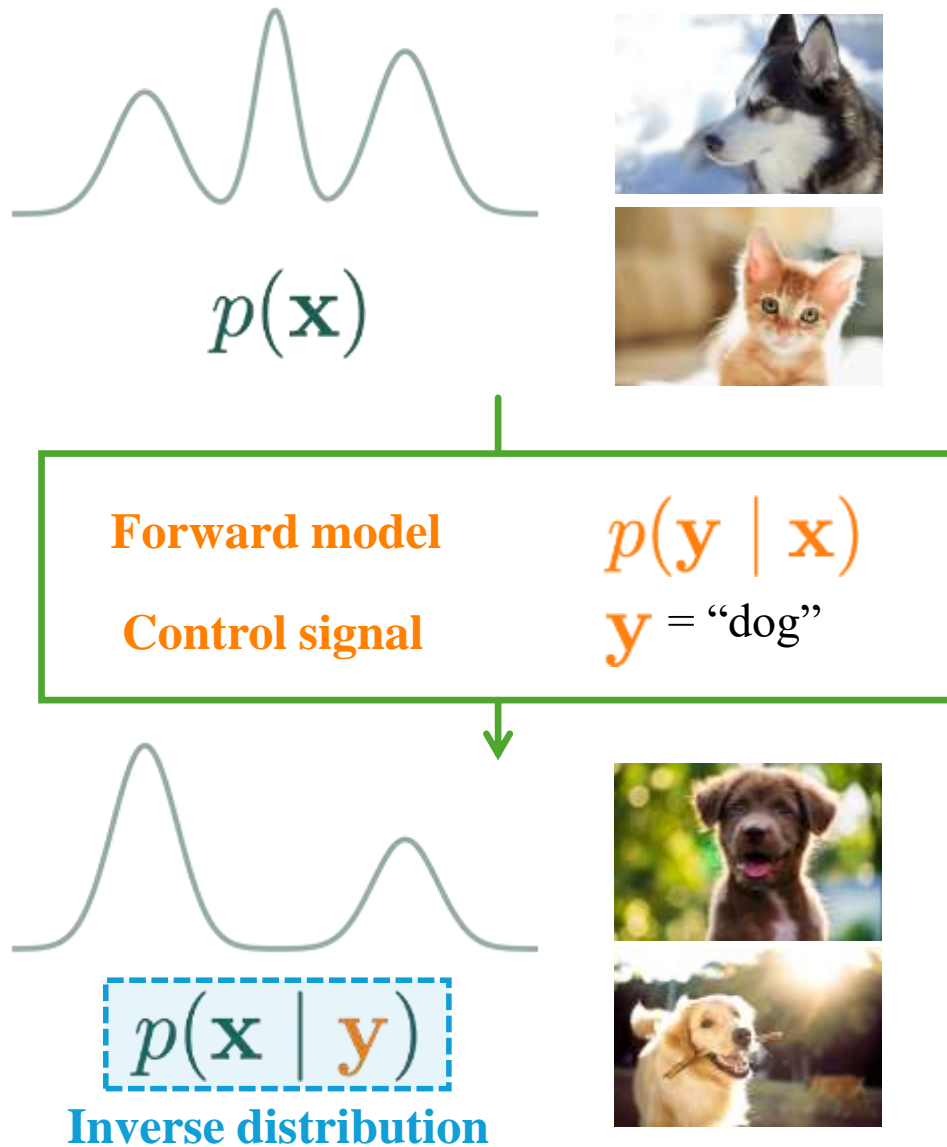 p(x)
Forward model p(y | x)
Control signal y = “dog”
p(x | y)
Inverse distribution